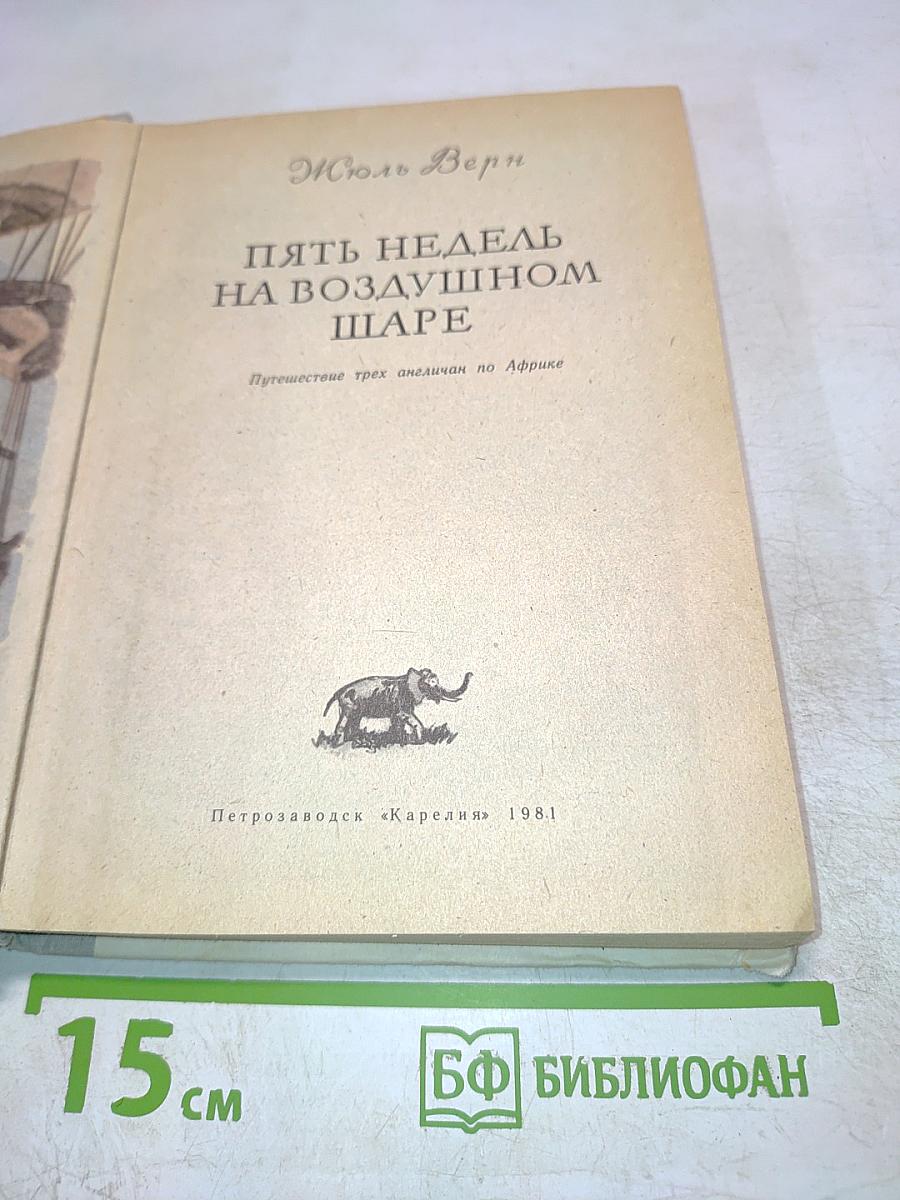 Жюль Верн
ПЯТЬ НЕДЕЛЬ
НА ВОЗДУШНОМ
ШАРЕ
Путешествие трех англичан по Африке
Петрозаводск «Карелия» 1981
15 см
БФ БИБЛИОФАН